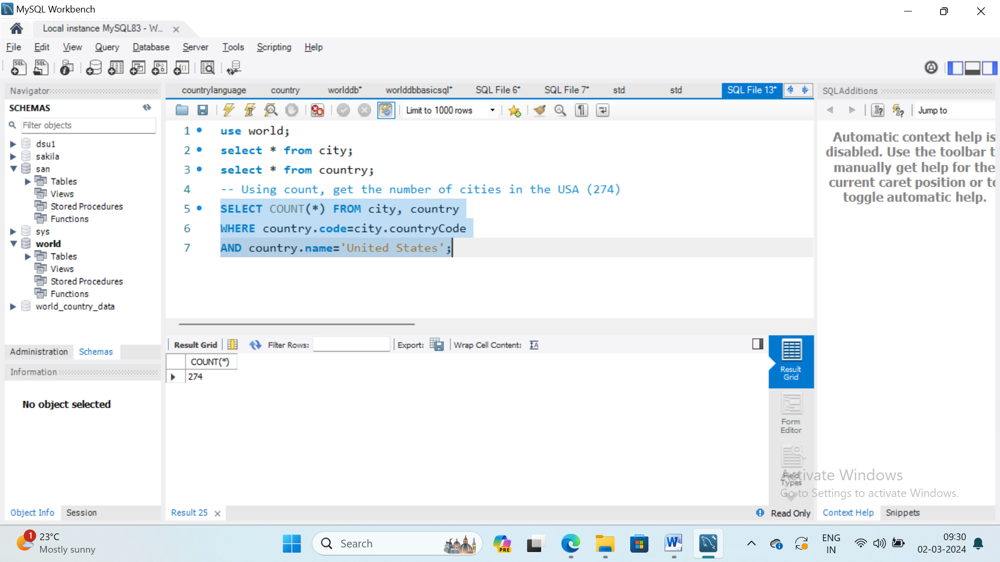 MySQL Workbench
Local instance MySQL83 - W...
File Edit View Query Database Server Tools Scripting Help
Navigator
SCHEMAS
Filter objects
dsu1
sakila
san
Tables
Views
Stored Procedures
Functions
sys
world
Tables
Views
Stored Procedures
Functions
world_country_data
Administration Schemas
Information
No object selected
Object Info Session
countrylanguage country worlddb* worlddbbasicsql* SQL File 6* SQL File 7* std std SQL File 13*
Limit to 1000 rows
1 use world;
2 select * from city;
3 select * from country;
4 -- Using count, get the number of cities in the USA (274)
5 SELECT COUNT(*) FROM city, country
6 WHERE country.code=city.countryCode
7 AND country.name='United States';
Result Grid Filter Rows: Export: Wrap Cell Content:
COUNT(*)
274
Result Grid
Form Editor
Field Types
Result 25
Read Only
SQLAdditions
Jump to
Automatic context help is
disabled. Use the toolbar t
manually get help for the
current caret position or to
toggle automatic help.
Activate Windows
Go to Settings to activate Windows.
Context Help Snippets
1
23°C
Mostly sunny
Search
PRE
ENG
IN
09:30
02-03-2024